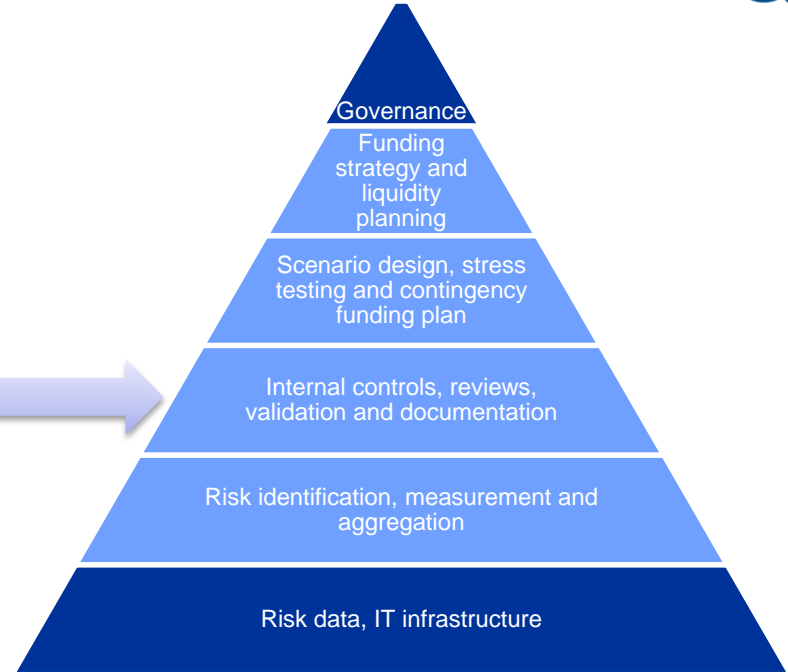 Governance
Funding
strategy and
liquidity
planning
Scenario design, stress
testing and contingency
funding plan
Internal controls, reviews,
validation and documentation
Risk identification, measurement and
aggregation
Risk data, IT infrastructure